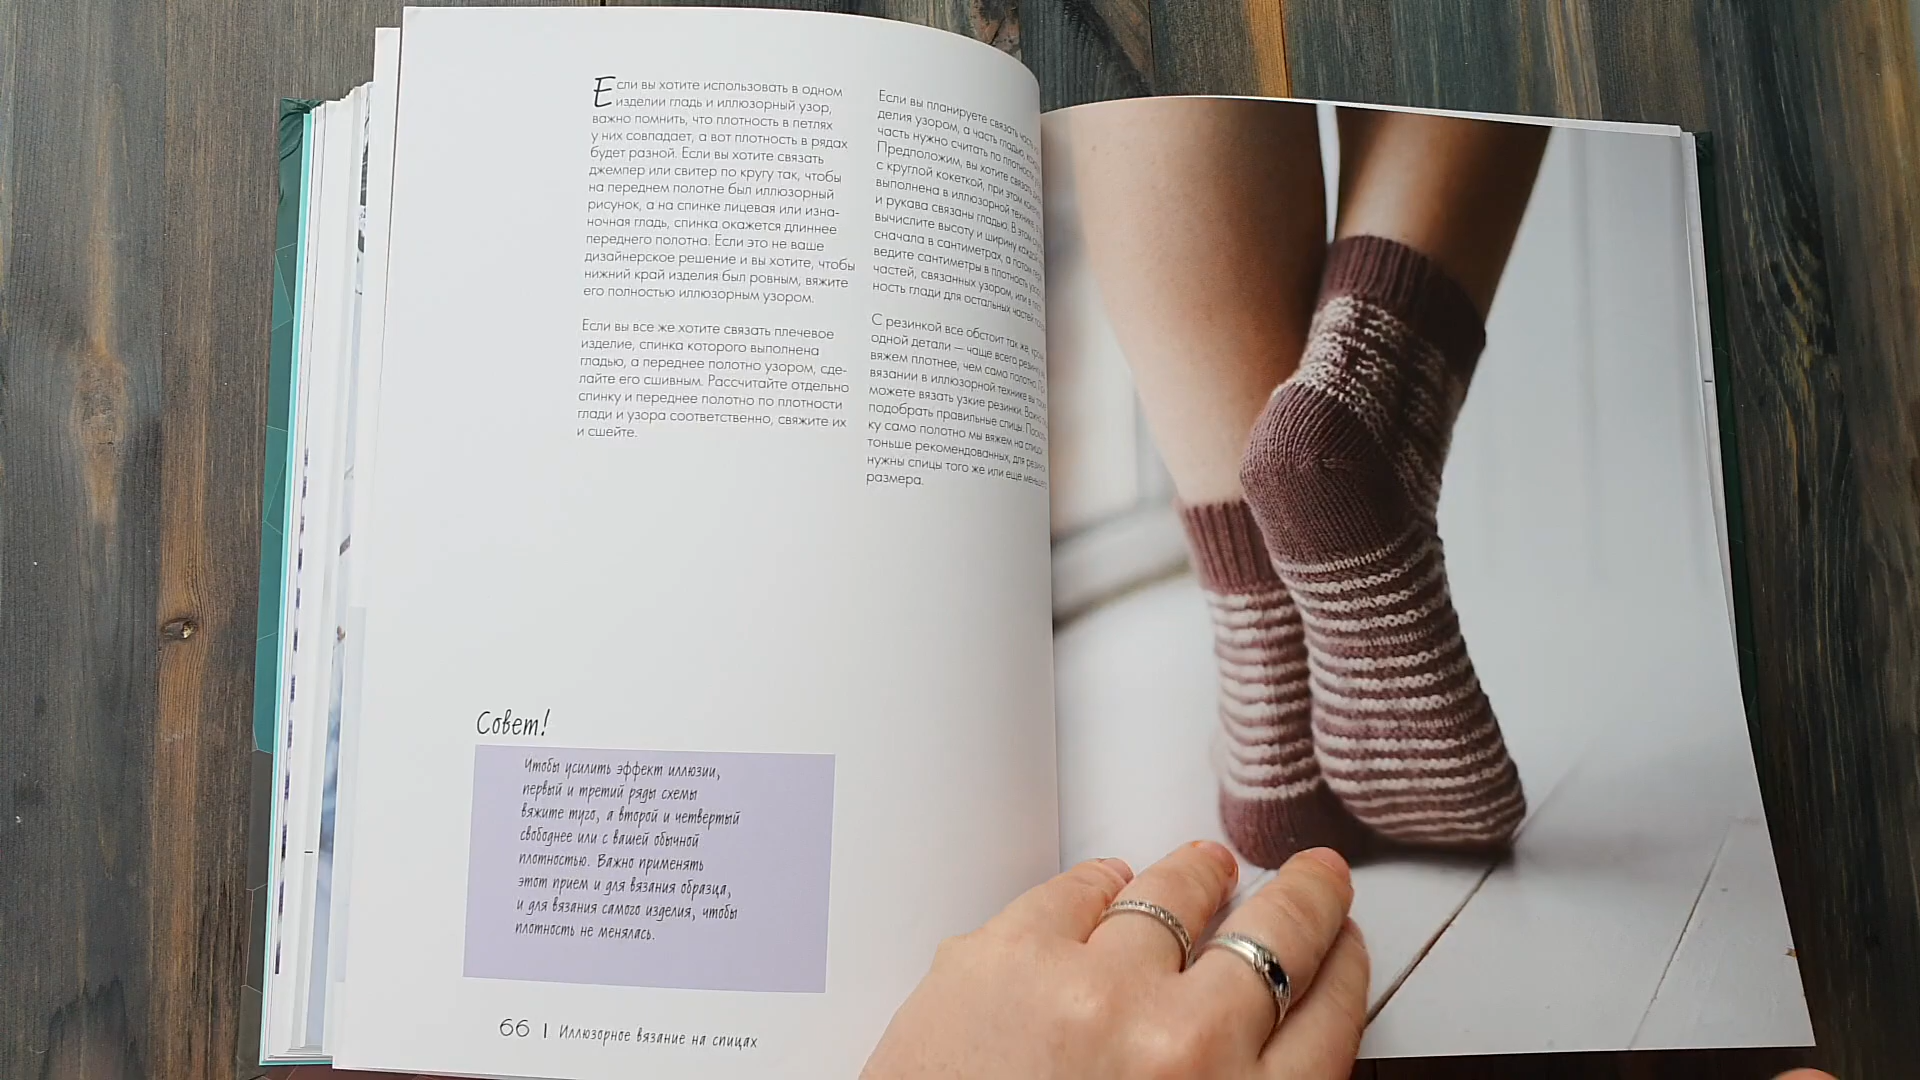 Если вы хотите использовать в одном
изделии гладь и иллюзорный узор,
важно помнить, что плотность в петлях
у них совпадает, а вот плотность в рядах
будет разной. Если вы хотите связать
джемпер или свитер по кругу так, чтобы
на переднем полотне был иллюзорный
рисунок, а на спинке лицевая или изна-
ночная гладь, спинка окажется длиннее
переднего полотна. Если это не ваше
дизайнерское решение и вы хотите, чтобы
нижний край изделия был ровным, вяжите
его полностью иллюзорным узором.
Если вы все же хотите связать плечевое
изделие, спинка которого выполнена
гладью, а переднее полотно узором, сде-
лайте его сшивным. Рассчитайте отдельно
спинку и переднее полотно по плотности
глади и узора соответственно, свяжите их
и сшейте.
Если вы планируете связать часть
делия узором, а часть гладью,
часть нужно считать по плотности
Предположим, вы хотите связать
с круглой кокеткой, при этом
выполнена в иллюзорной технике,
и рукава связаны гладью. В этом
вычислите высоту и ширину каждой
сначала в сантиметрах, а потом
ведите сантиметры в плотность
частей, связанных узором, или в
ность глади для остальных частей
С резинкой все обстоит так же, кроме
одной детали — чаще всего резинку
вяжем плотнее, чем само полотно.
вязании в иллюзорной технике вы
можете вязать узкие резинки. Важно
подобрать правильные спицы.
ку само полотно мы вяжем на спицах
тоньше рекомендованных, для
нужны спицы того же или еще меньшего
размера.
Совет!
Чтобы усилить эффект иллюзии,
первый и третий ряды схемы
вяжите туго, а второй и четвертый
свободнее или с вашей обычной
плотностью. Важно применять
этот прием и для вязания образца,
и для вязания самого изделия, чтобы
плотность не менялась.
66 | Иллюзорное вязание на спицах